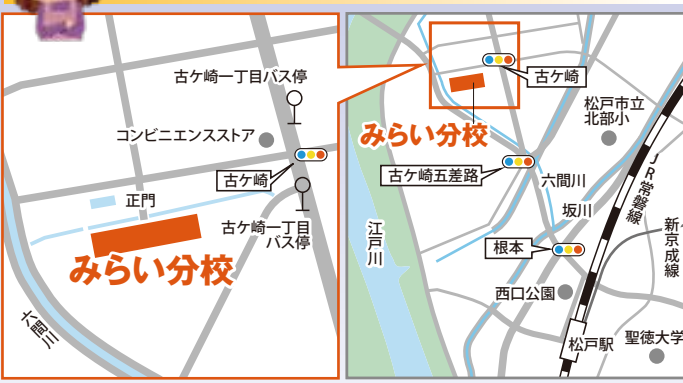 古ケ崎一丁目バス停
コンビニエンスストア
古ケ崎
正門
古ケ崎一丁目
バス停
みらい分校
六間川
古ケ崎
松戸市立
北部小
みらい分校
古ケ崎五差路
六間川
JR常磐線
坂川
江戸川
新京成線
根本
西口公園
松戸駅
聖徳大学